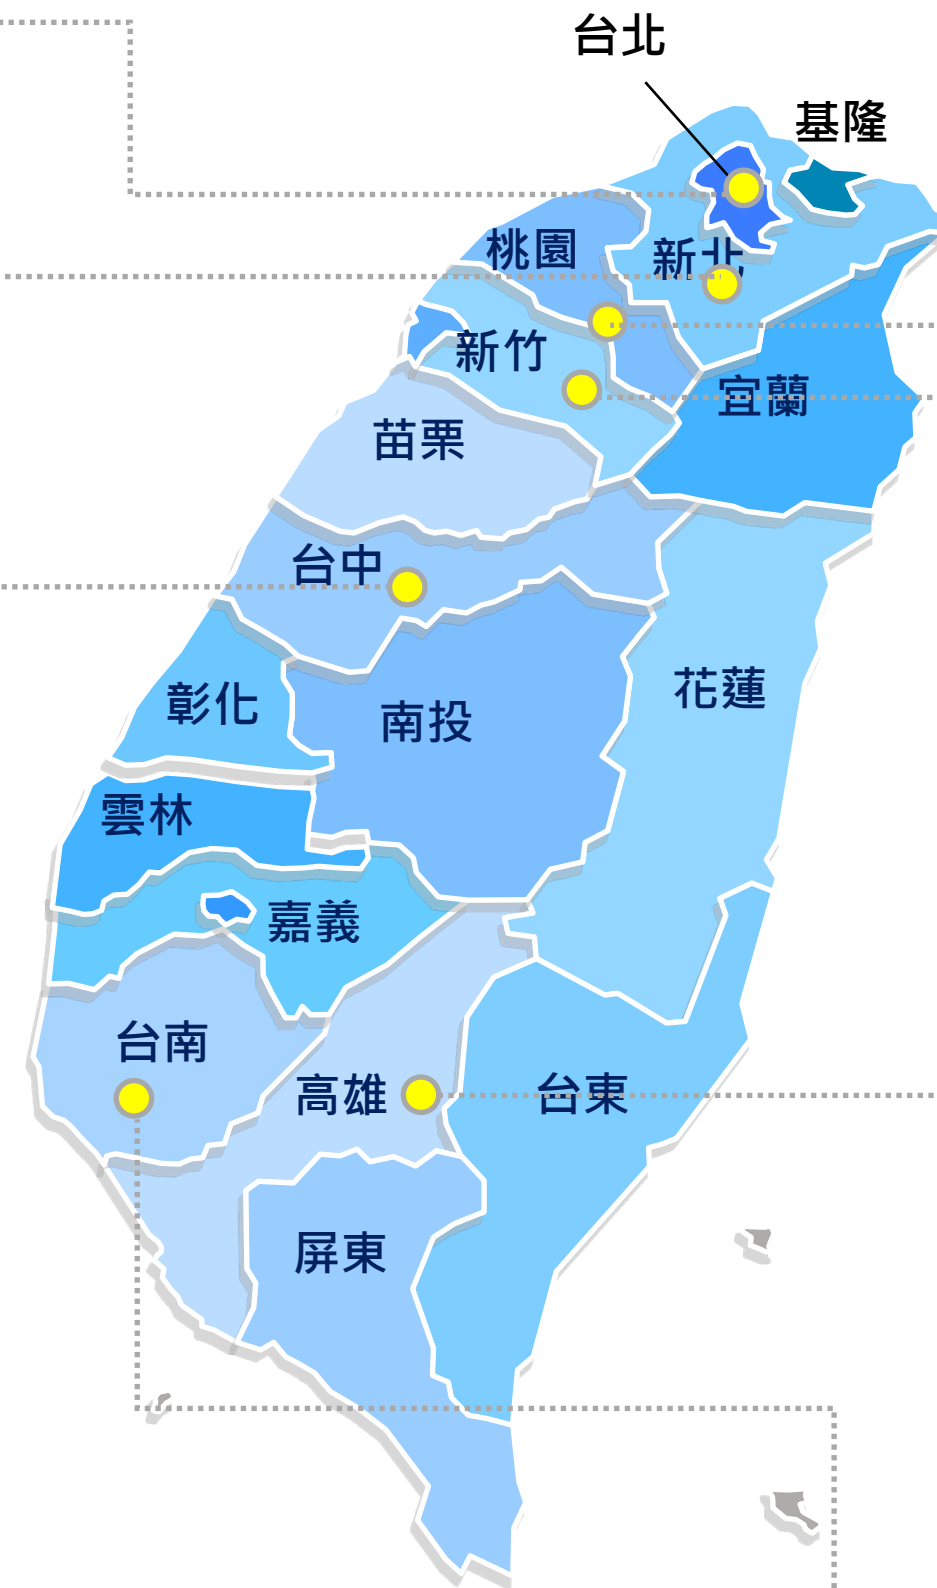 台北
基隆
桃園
新北
新竹
宜蘭
苗栗
台中
花蓮
彰化
南投
雲林
嘉義
台南
高雄
台東
屏東